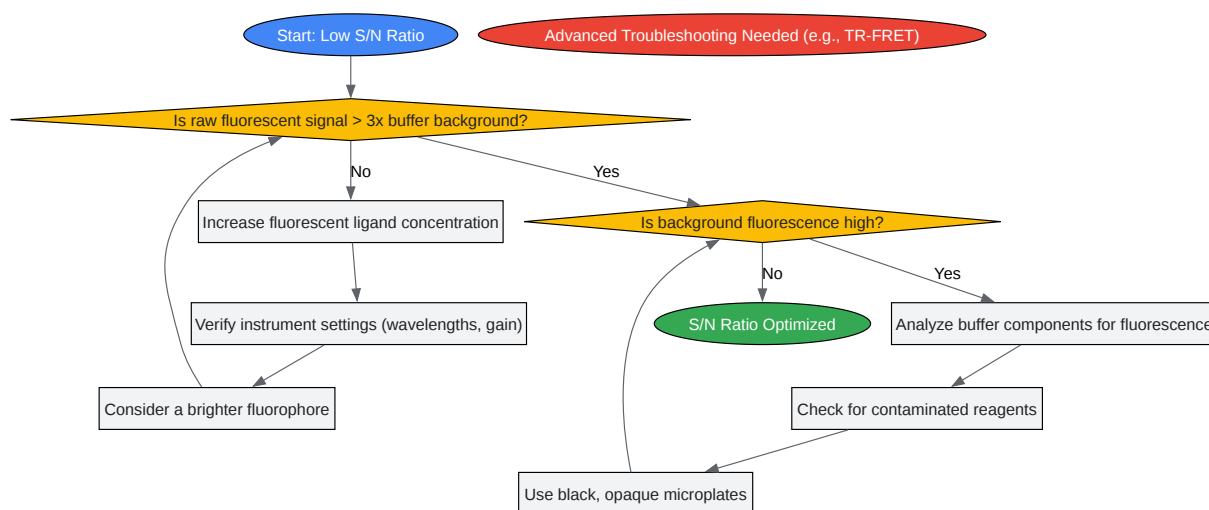 Start: Low S/N Ratio
Advanced Troubleshooting Needed (e.g., TR-FRET)
Is raw fluorescent signal > 3x buffer background?
No
Yes
Increase fluorescent ligand concentration
Is background fluorescence high?
No
Yes
Verify instrument settings (wavelengths, gain)
S/N Ratio Optimized
Analyze buffer components for fluorescence
Consider a brighter fluorophore
Check for contaminated reagents
Use black, opaque microplates